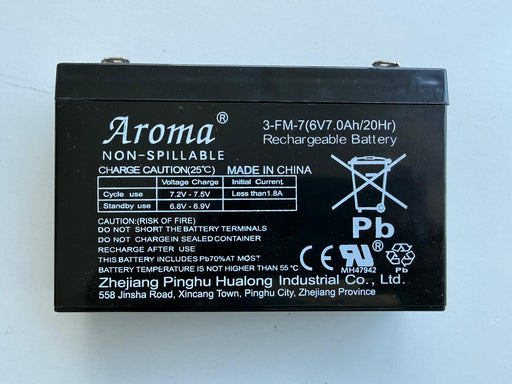 Aroma®
3-FM-7(6V7.0Ah/20Hr)
Rechargeable Battery
NON-SPILLABLE
CHARGE CAUTION(25℃) MADE IN CHINA
Voltage Charge Initial Current
Cycle use 7.2V - 7.5V Less than1.8A
Standby use 6.8V - 6.9V
CAUTION:(RISK OF FIRE)
DO NOT SHORT THE BATTERY TERMINALS
DO NOT CHARGE IN SEALED CONTAINER
RECHARGE AFTER USE
THIS BATTERY INCLUDES Pb70%AT MOST
BATTERY TEMPERATURE IS NOT HIGHER THAN 55 ℃
Pb
CE
RU®
MH47942
Pb
Zhejiang Pinghu Hualong Industrial Co., Ltd.
558 Jinsha Road, Xincang Town, Pinghu City, Zhejiang Province